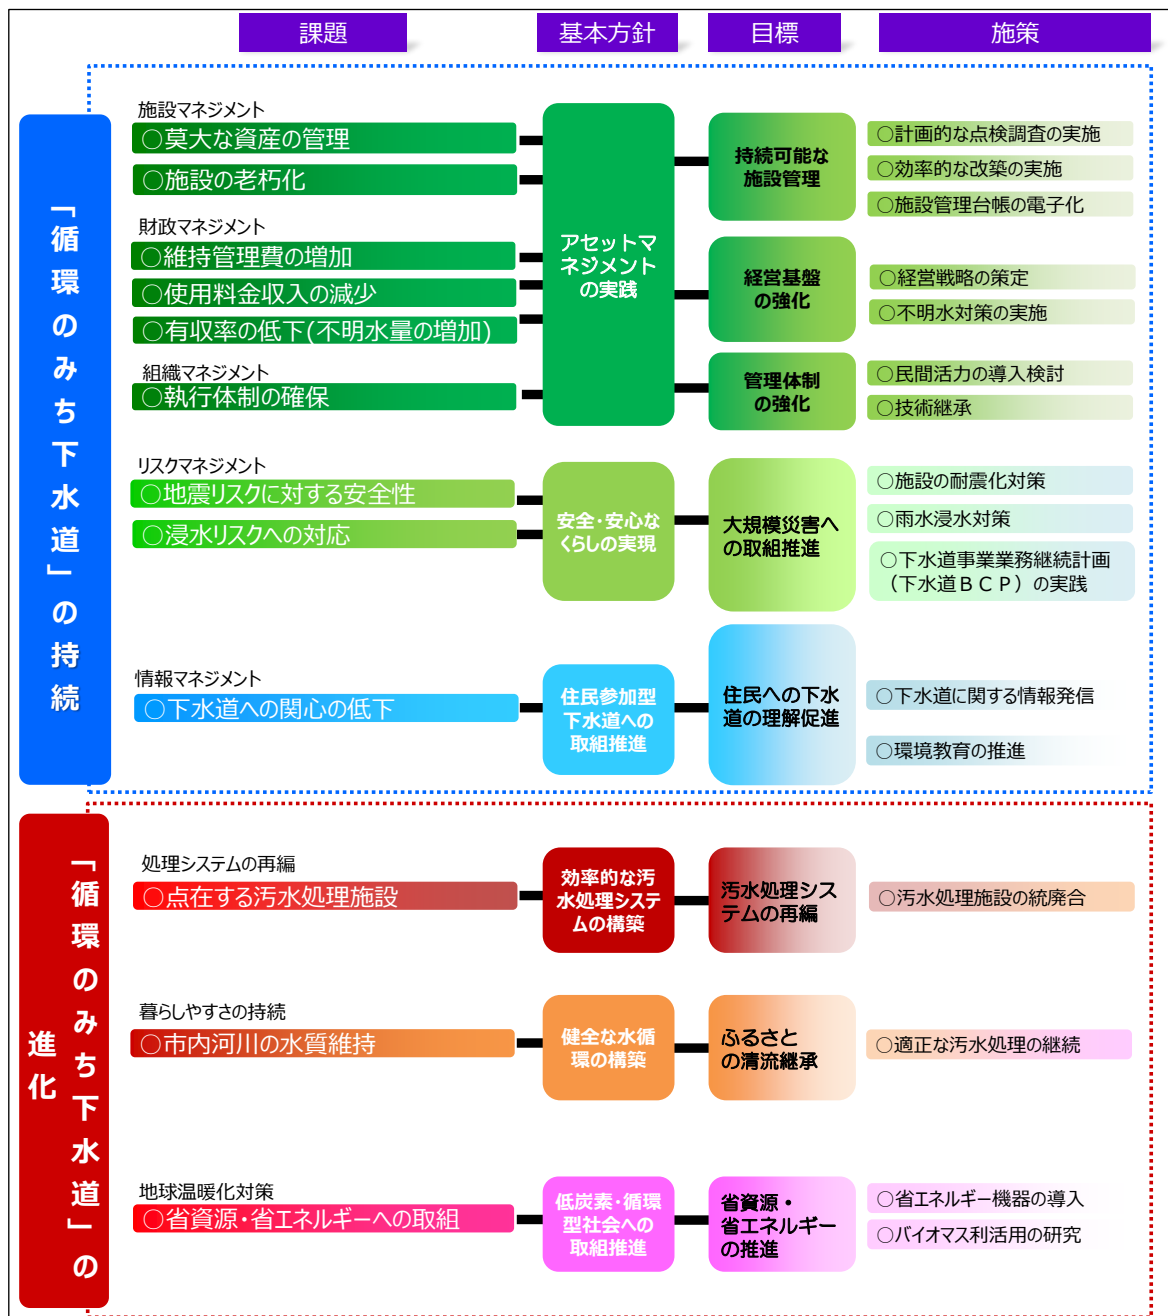 課題
基本方針
目標
施策
「循環のみち下水道」の持続
施設マネジメント
○莫大な資産の管理
○施設の老朽化
財政マネジメント
○維持管理費の増加
○使用料金収入の減少
○有収率の低下(不明水量の増加)
組織マネジメント
○執行体制の確保
アセットマ
ネジメント
の実践
持続可能な
施設管理
○計画的な点検調査の実施
○効率的な改築の実施
○施設管理台帳の電子化
経営基盤
の強化
○経営戦略の策定
○不明水対策の実施
管理体制
の強化
○民間活力の導入検討
○技術継承
リスクマネジメント
○地震リスクに対する安全性
○浸水リスクへの対応
安全・安心な
くらしの実現
大規模災害へ
の取組推進
○施設の耐震化対策
○雨水浸水対策
○下水道事業業務継続計画
（下水道ＢＣＰ）の実践
情報マネジメント
○下水道への関心の低下
住民参加型
下水道への
取組推進
住民への下水
道の理解促進
○下水道に関する情報発信
○環境教育の推進
「循環のみち下水道」の
進化
処理システムの再編
○点在する汚水処理施設
効率的な汚
水処理システ
ムの構築
汚水処理シス
テムの再編
○汚水処理施設の統廃合
暮らしやすさの持続
○市内河川の水質維持
健全な水循
環の構築
ふるさと
の清流継承
○適正な汚水処理の継続
地球温暖化対策
○省資源・省エネルギーへの取組
低炭素・循環
型社会への
取組推進
省資源・
省エネルギー
の推進
○省エネルギー機器の導入
○バイオマス利活用の研究